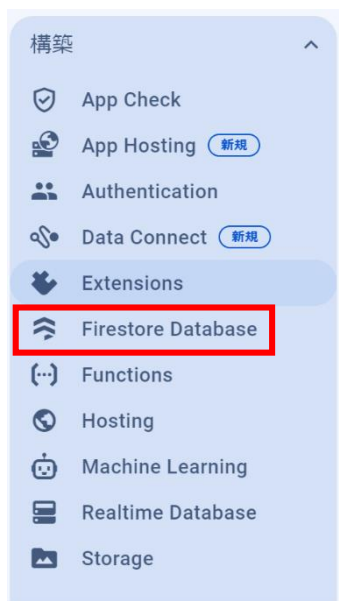 構築
App Check
App Hosting 新規
Authentication
Data Connect 新規
Extensions
Firestore Database
Functions
Hosting
Machine Learning
Realtime Database
Storage